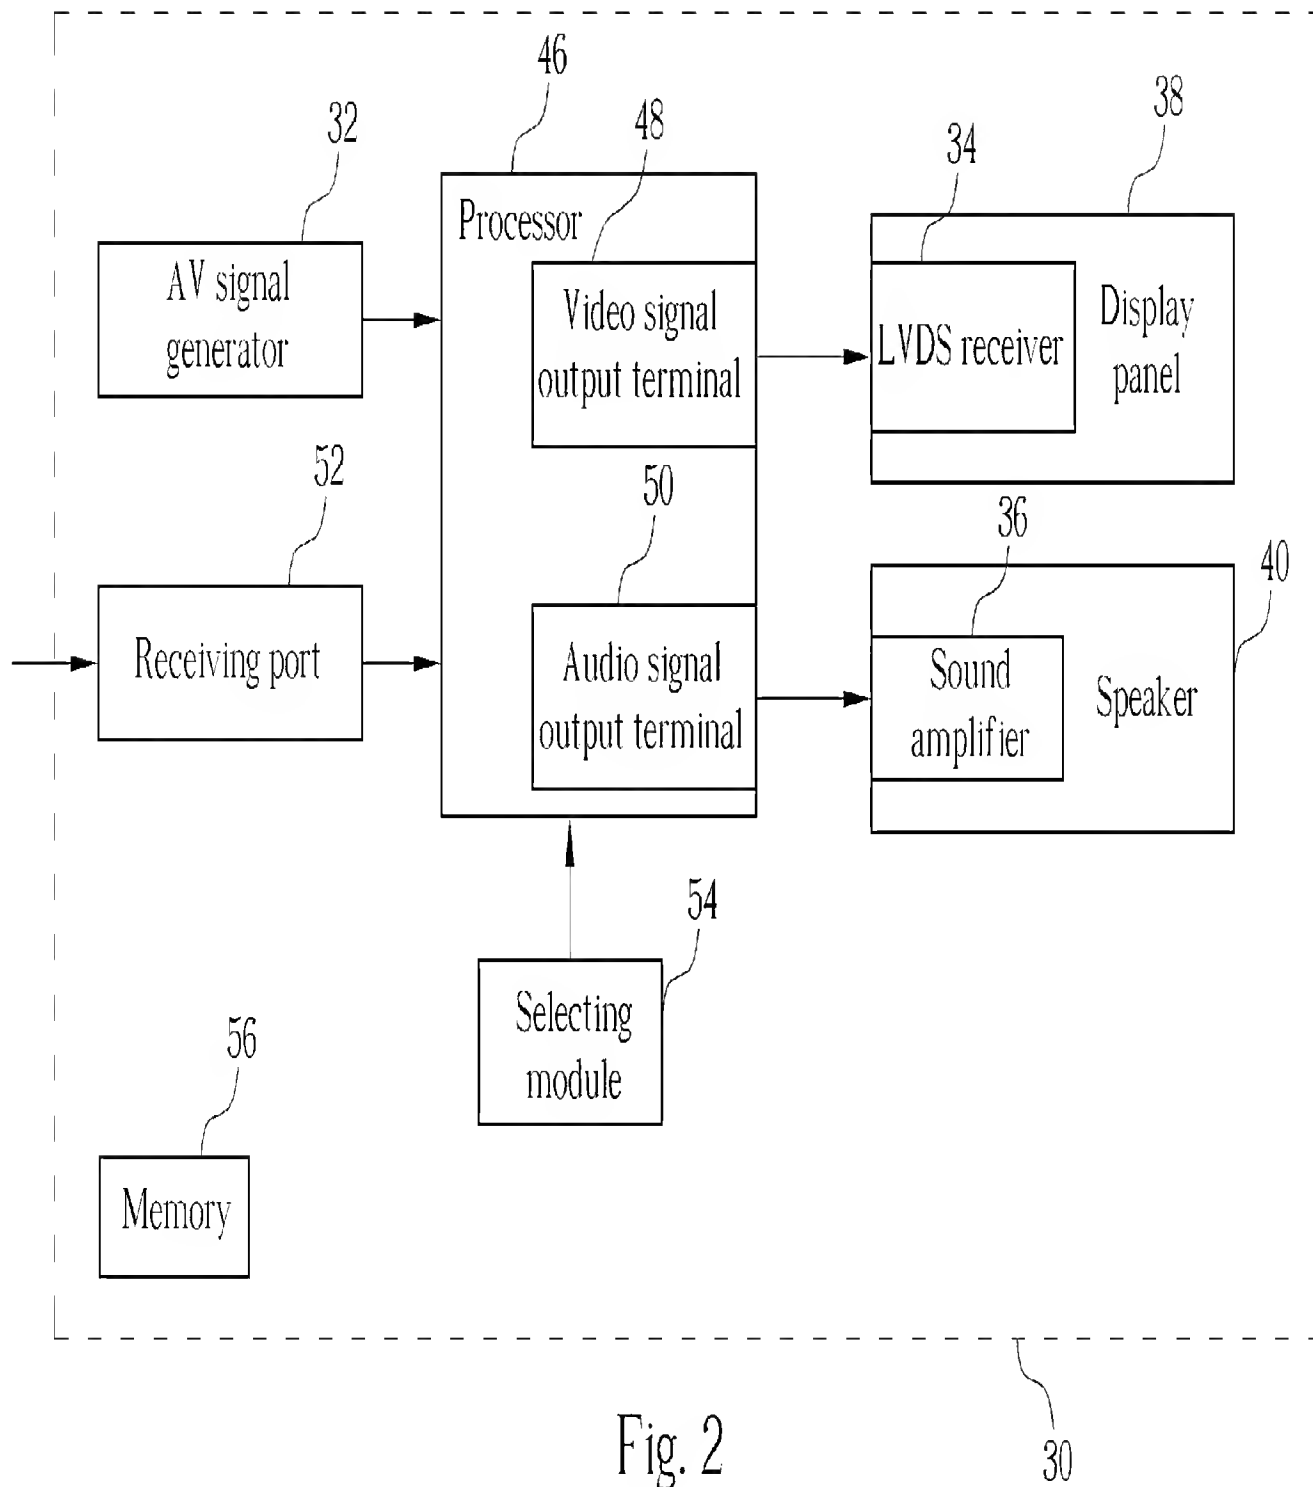 46
48
32
34
38
Processor
AV signal
generator
Video signal
output terminal
LVDS receiver
Display
panel
52
50
36
40
Receiving port
Audio signal
output terminal
Sound
amplifier
Speaker
54
Selecting
module
56
Memory
Fig. 2
30